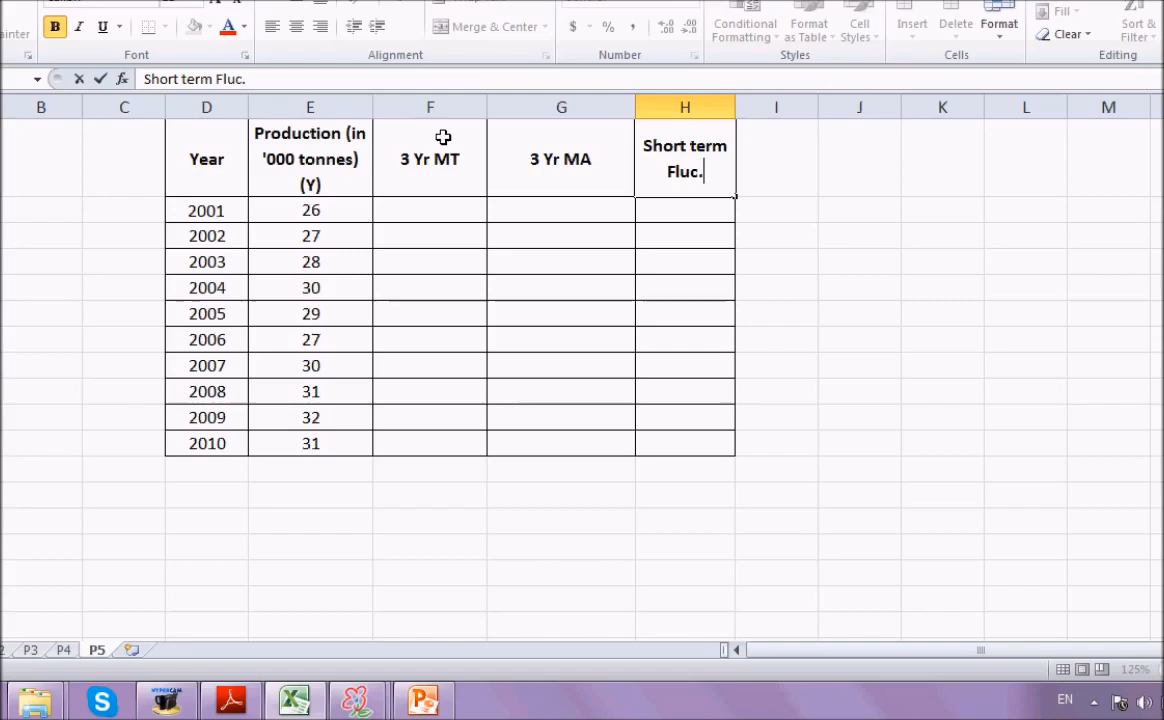 ainter
B I U A
Merge & Center
$ % ,
Conditional Formatting
Format as Table
Cell Styles
Insert
Delete
Format
Fill
Clear
Sort &
Filter
Font
Alignment
Number
Styles
Cells
Editing
fx Short term Fluc.
B C D E F G H I J K L M
Year Production (in '000 tonnes) (Y) 3 Yr MT 3 Yr MA Short term Fluc.
2001 26
2002 27
2003 28
2004 30
2005 29
2006 27
2007 30
2008 31
2009 32
2010 31
2 P3 P4 P5
125%
EN